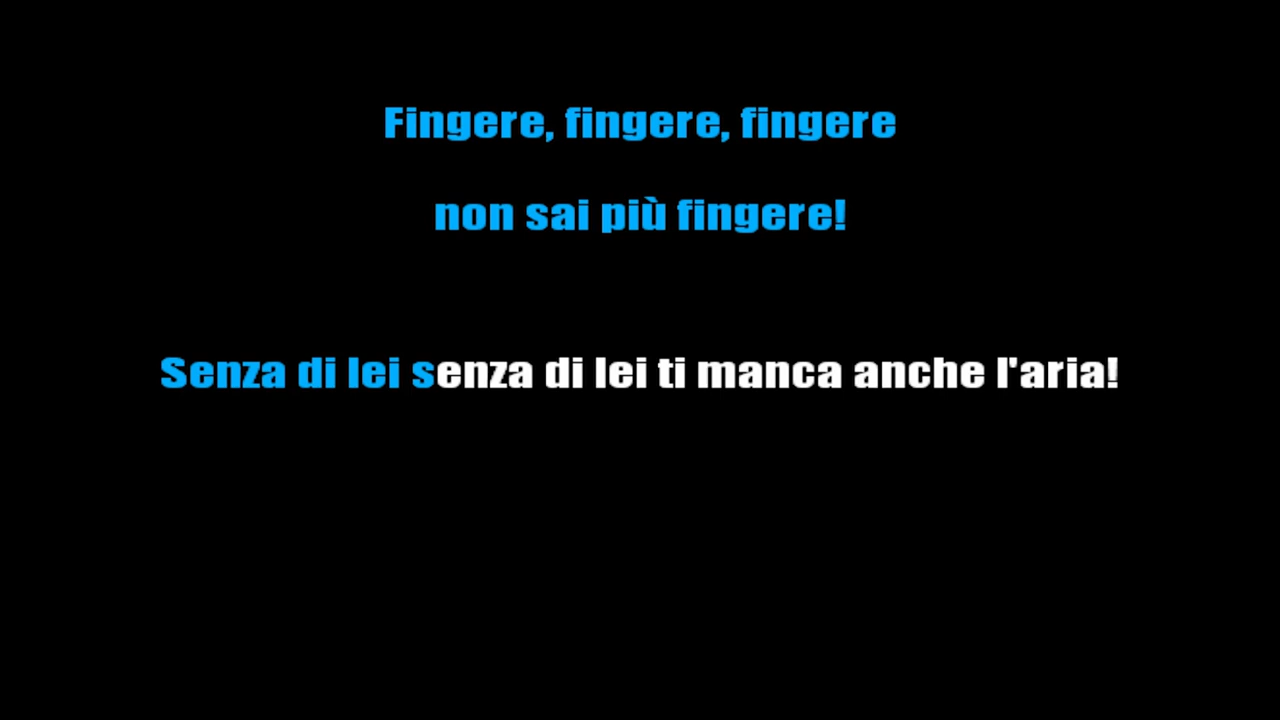 Fingere, fingere, fingere
non sai più fingere!
Senza di lei senza di lei ti manca anche l'aria!